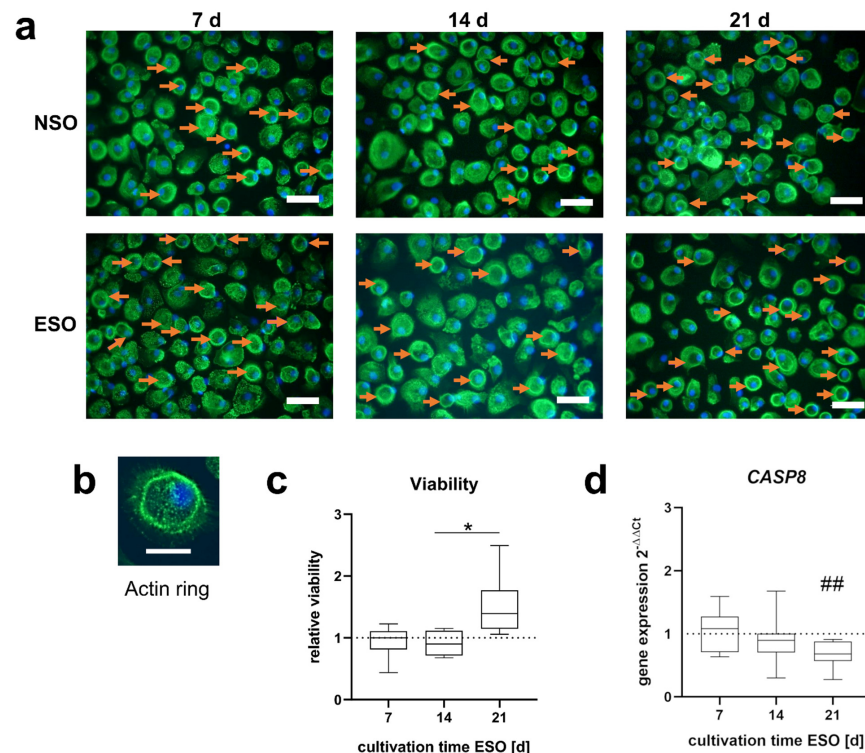 a
7 d 14 d 21 d
NSO
ESO
b
Actin ring
c
Viability
relative viability
3
2
1
0
*
7 14 21
cultivation time ESO [d]
d
CASP8
gene expression 2^-ΔΔCt
3
2
1
0
##
7 14 21
cultivation time ESO [d]